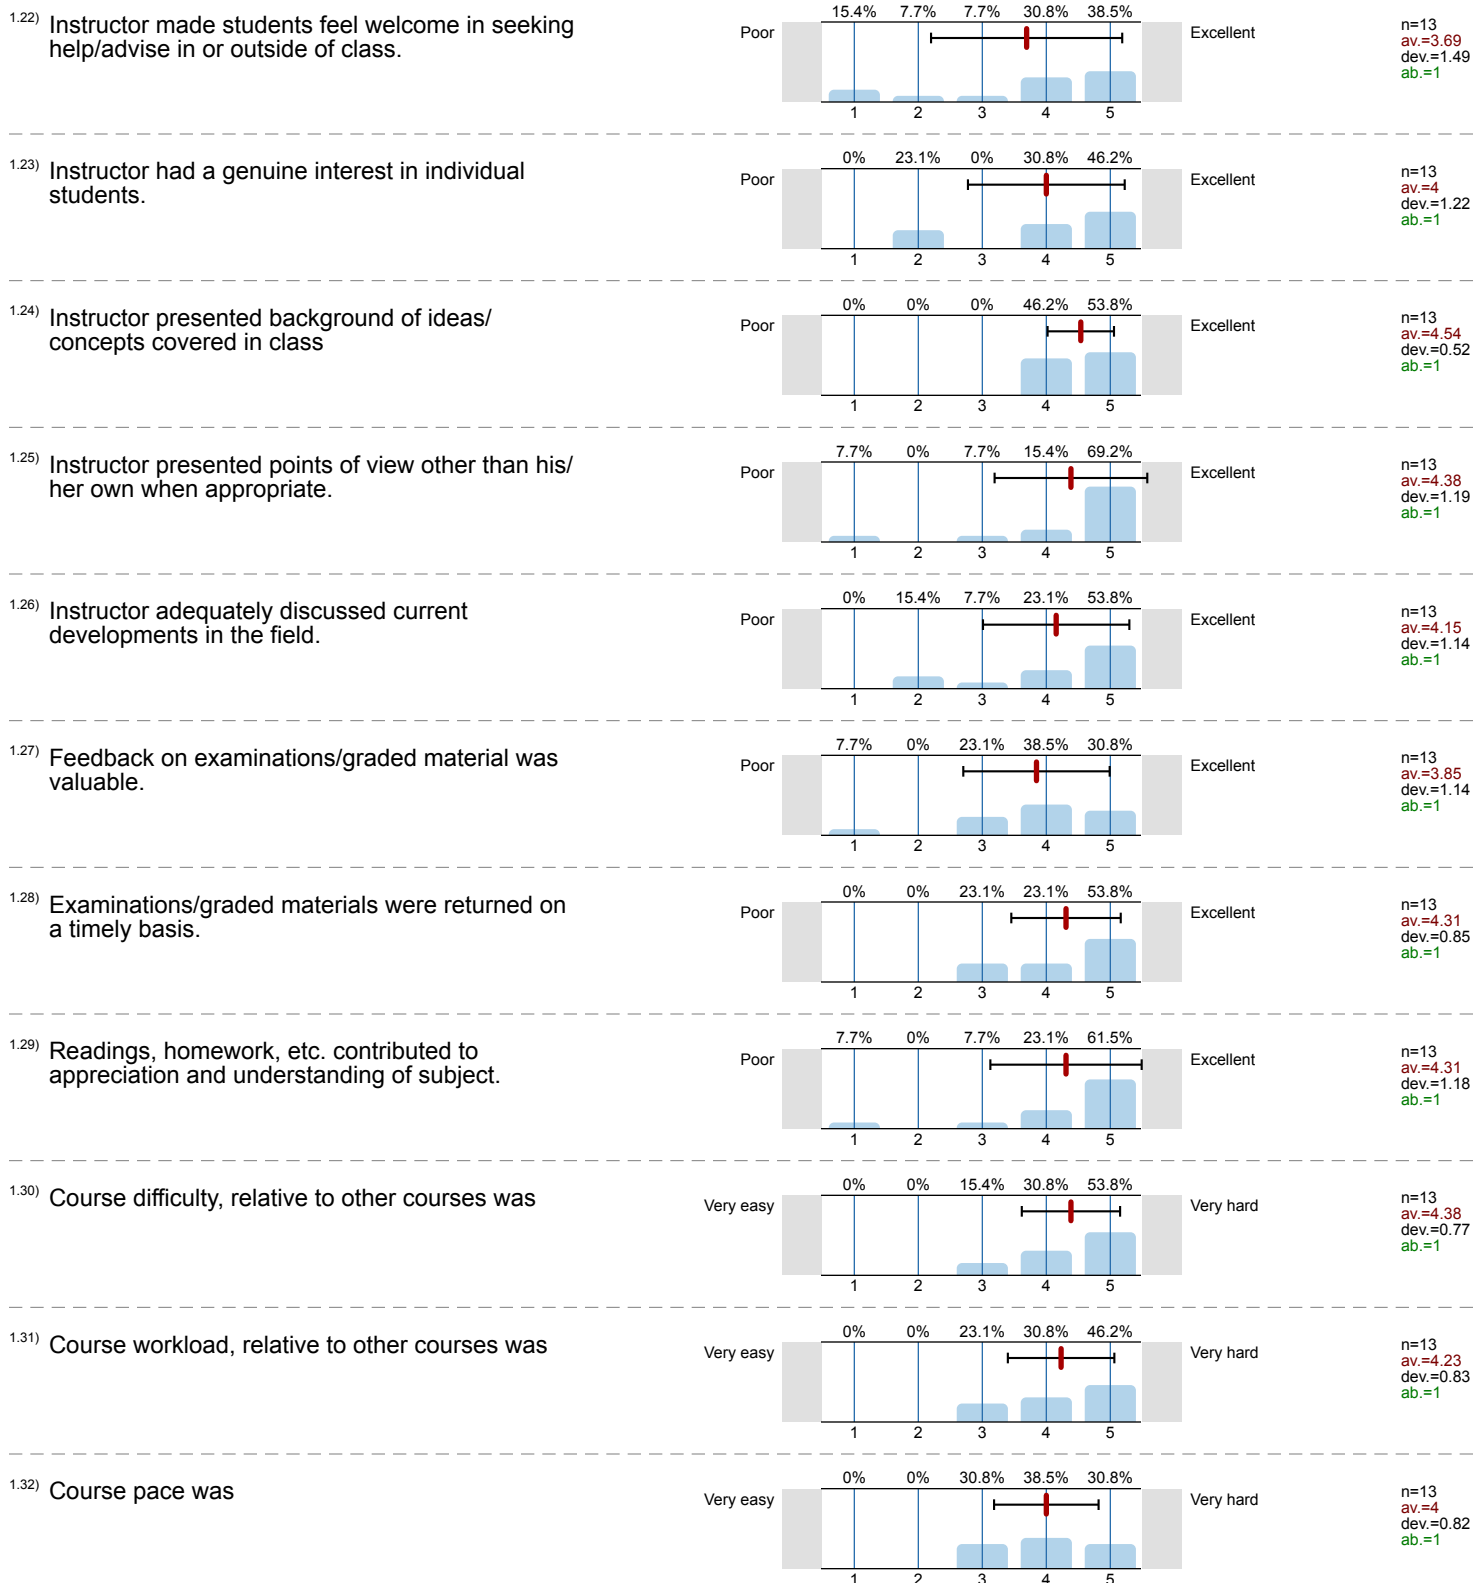 1.22) Instructor made students feel welcome in seeking
help/advise in or outside of class.
15.4% 7.7% 7.7% 30.8% 38.5%
Poor Excellent
1 2 3 4 5
n=13
av.=3.69
dev.=1.49
ab.=1
1.23) Instructor had a genuine interest in individual
students.
0% 23.1% 0% 30.8% 46.2%
Poor Excellent
1 2 3 4 5
n=13
av.=4
dev.=1.22
ab.=1
1.24) Instructor presented background of ideas/
concepts covered in class
0% 0% 0% 46.2% 53.8%
Poor Excellent
1 2 3 4 5
n=13
av.=4.54
dev.=0.52
ab.=1
1.25) Instructor presented points of view other than his/
her own when appropriate.
7.7% 0% 7.7% 15.4% 69.2%
Poor Excellent
1 2 3 4 5
n=13
av.=4.38
dev.=1.19
ab.=1
1.26) Instructor adequately discussed current
developments in the field.
0% 15.4% 7.7% 23.1% 53.8%
Poor Excellent
1 2 3 4 5
n=13
av.=4.15
dev.=1.14
ab.=1
1.27) Feedback on examinations/graded material was
valuable.
7.7% 0% 23.1% 38.5% 30.8%
Poor Excellent
1 2 3 4 5
n=13
av.=3.85
dev.=1.14
ab.=1
1.28) Examinations/graded materials were returned on
a timely basis.
0% 0% 23.1% 23.1% 53.8%
Poor Excellent
1 2 3 4 5
n=13
av.=4.31
dev.=0.85
ab.=1
1.29) Readings, homework, etc. contributed to
appreciation and understanding of subject.
7.7% 0% 7.7% 23.1% 61.5%
Poor Excellent
1 2 3 4 5
n=13
av.=4.31
dev.=1.18
ab.=1
1.30) Course difficulty, relative to other courses was
0% 0% 15.4% 30.8% 53.8%
Very easy Very hard
1 2 3 4 5
n=13
av.=4.38
dev.=0.77
ab.=1
1.31) Course workload, relative to other courses was
0% 0% 23.1% 30.8% 46.2%
Very easy Very hard
1 2 3 4 5
n=13
av.=4.23
dev.=0.83
ab.=1
1.32) Course pace was
0% 0% 30.8% 38.5% 30.8%
Very easy Very hard
1 2 3 4 5
n=13
av.=4
dev.=0.82
ab.=1